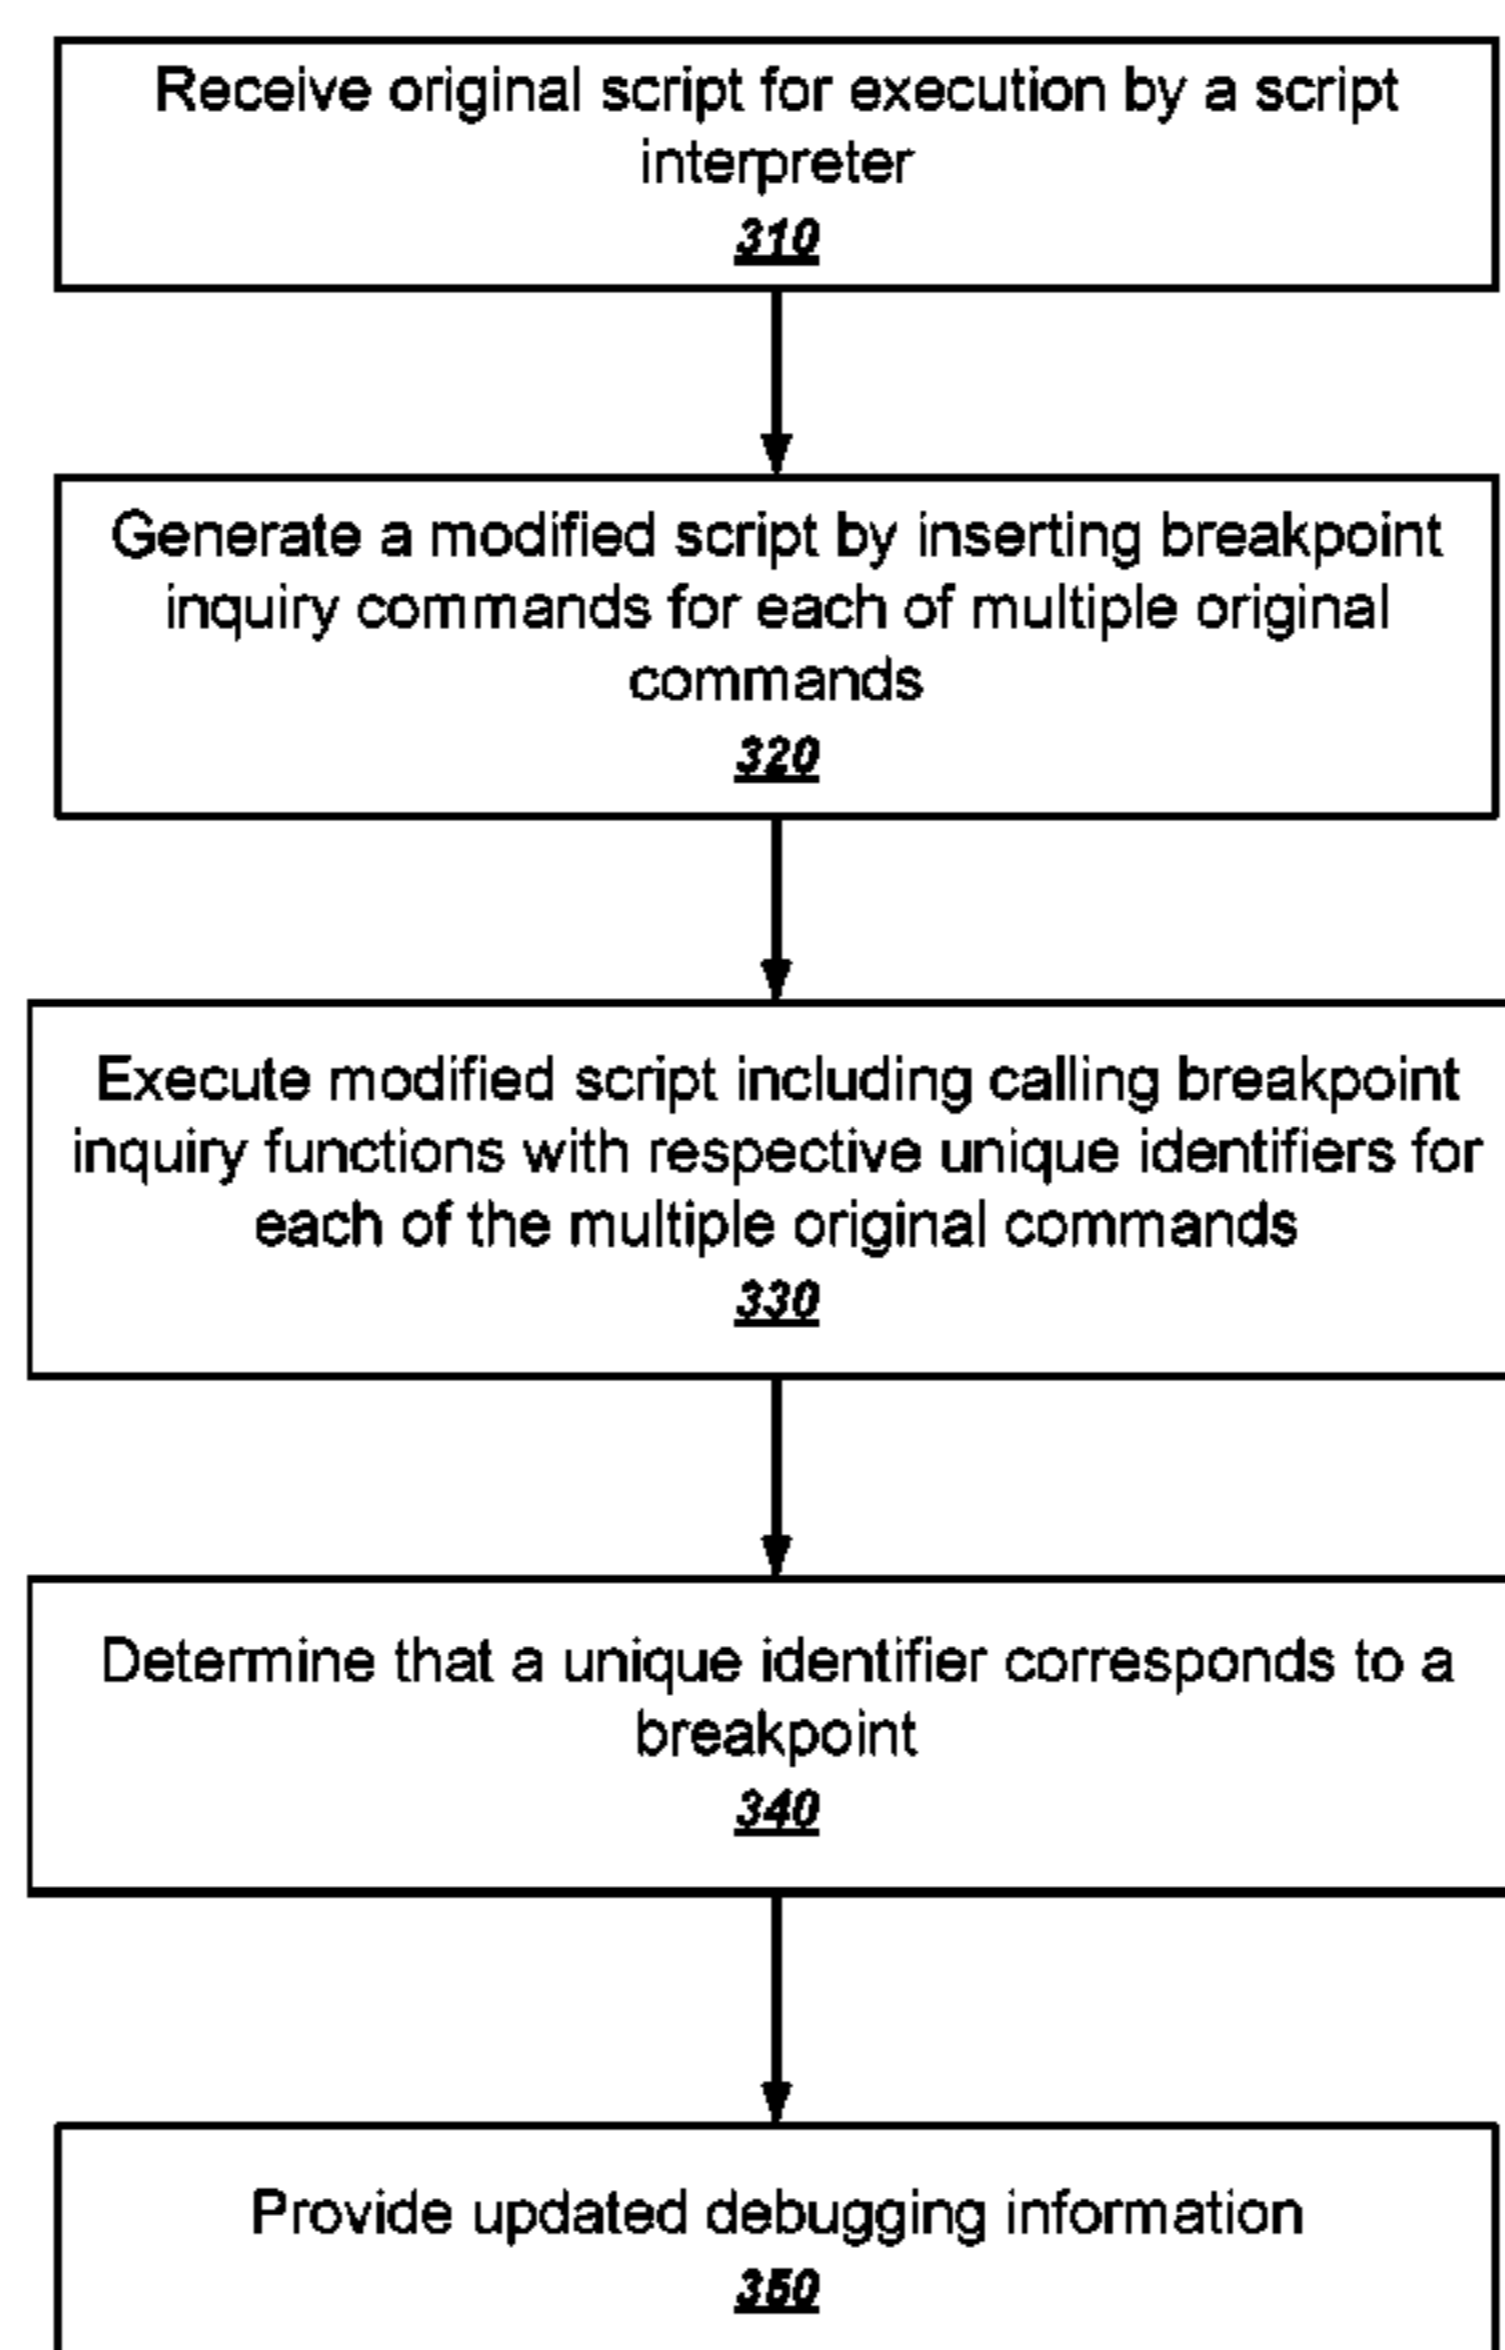 Receive original script for execution by a script
interpreter
310
Generate a modified script by inserting breakpoint
inquiry commands for each of multiple original
commands
320
Execute modified script including calling breakpoint
inquiry functions with respective unique identifiers for
each of the multiple original commands
330
Determine that a unique identifier corresponds to a
breakpoint
340
Provide updated debugging information
350